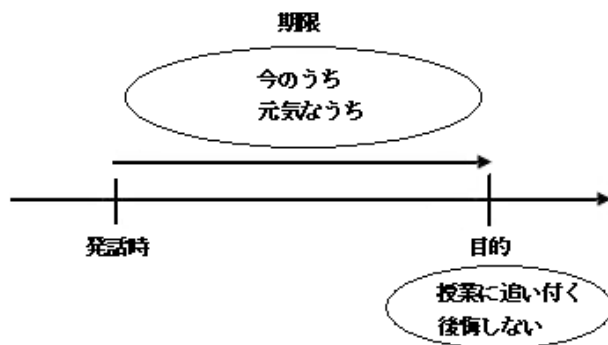 期限
今のうち
元気なうち
発話時
目的
授業に追い付く
後悔しない